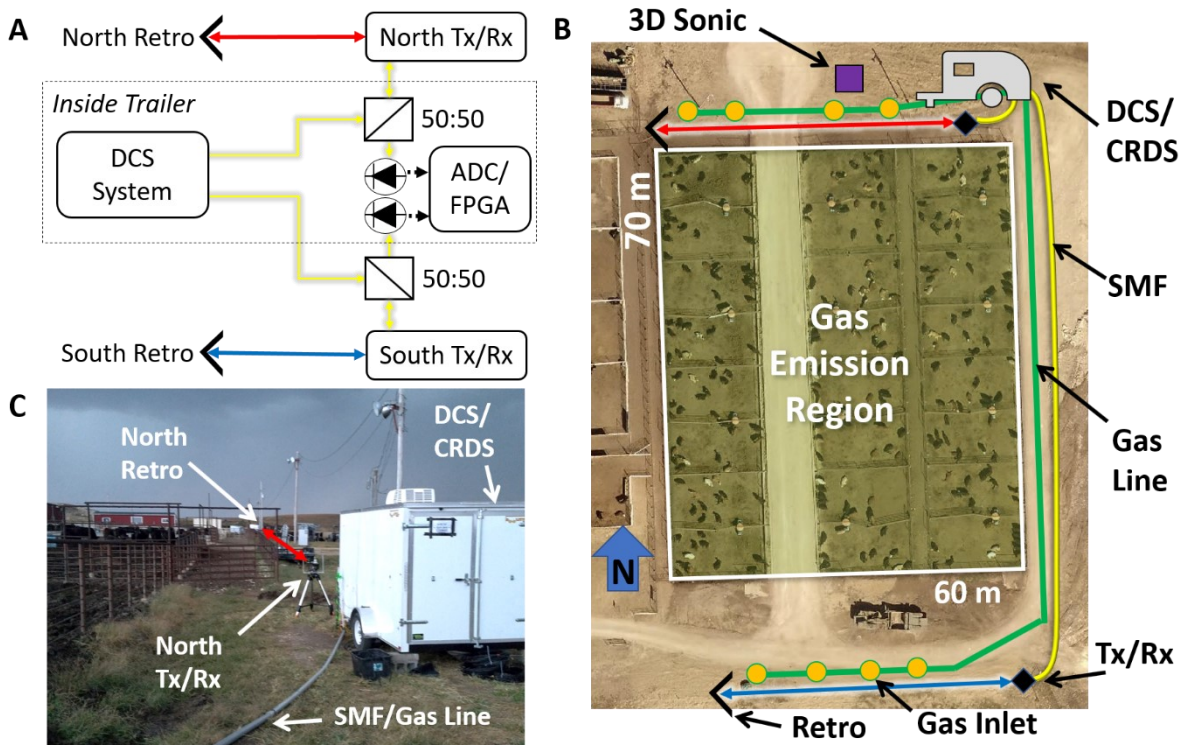 A
North Retro
North Tx/Rx
Inside Trailer
50:50
DCS
System
ADC/
FPGA
50:50
South Retro
South Tx/Rx
B
3D Sonic
DCS/
CRDS
70 m
SMF
Gas
Emission
Region
Gas
Line
N
60 m
Tx/Rx
Retro
Gas Inlet
C
North
Retro
DCS/
CRDS
North
Tx/Rx
SMF/Gas Line